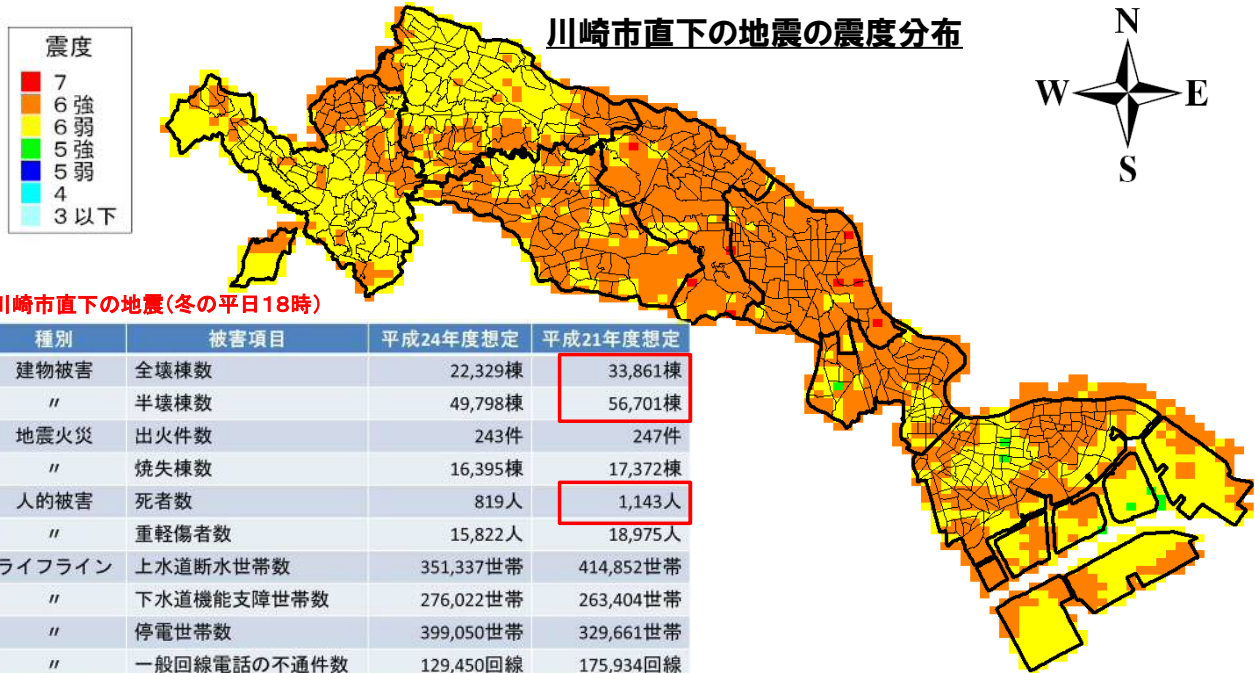 川崎市直下の地震の震度分布
N
W E
S
震度
7
6強
6弱
5強
5弱
4
3以下
川崎市直下の地震(冬の平日18時)
種別 被害項目 平成24年度想定 平成21年度想定
建物被害 全壊棟数 22,329棟 33,861棟
〃 半壊棟数 49,798棟 56,701棟
地震火災 出火件数 243件 247件
〃 焼失棟数 16,395棟 17,372棟
人的被害 死者数 819人 1,143人
〃 重軽傷者数 15,822人 18,975人
ライフライン 上水道断水世帯数 351,337世帯 414,852世帯
〃 下水道機能支障世帯数 276,022世帯 263,404世帯
〃 停電世帯数 399,050世帯 329,661世帯
〃 一般回線電話の不通件数 129,450回線 175,934回線